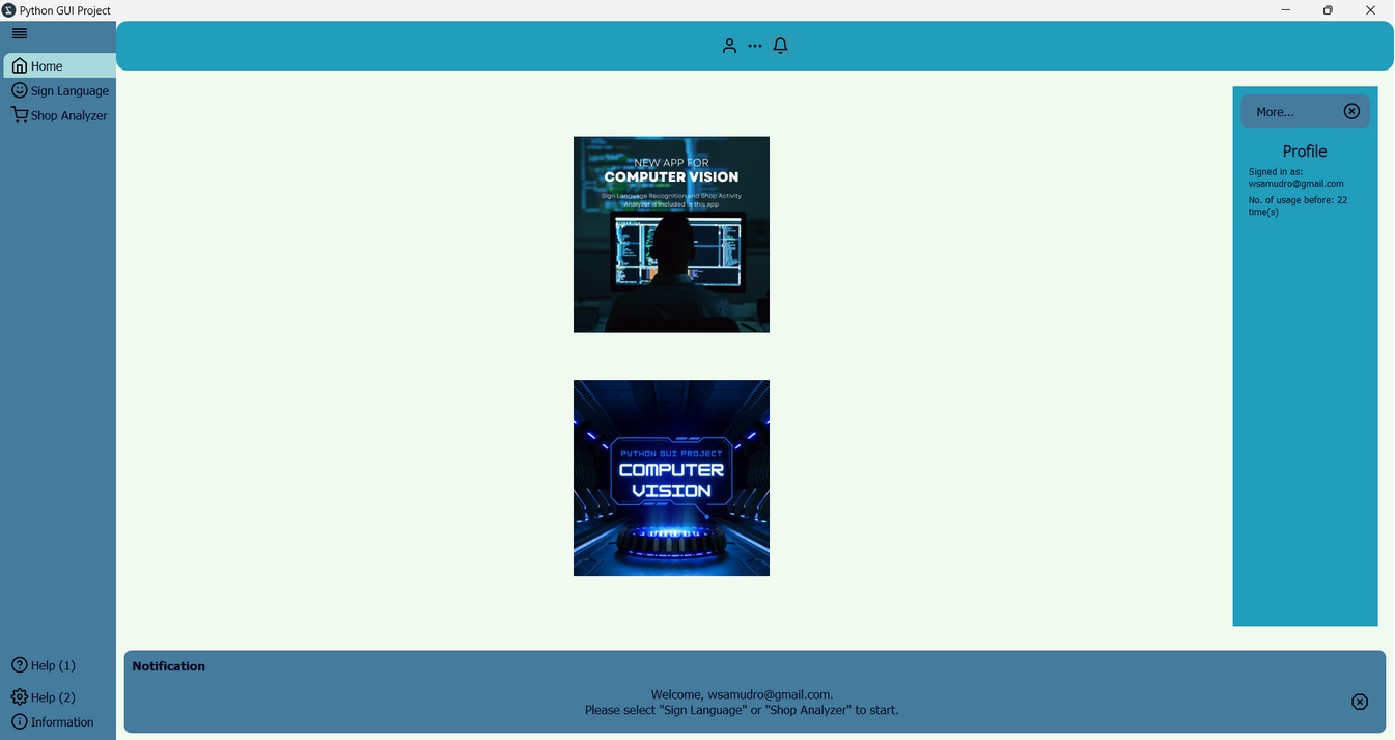 Python GUI Project
Home
Sign Language
Shop Analyzer
NEW APP FOR
COMPUTER VISION
Sign Language Recognition and Shop Activity
Analyzer is included in this app
PYTHON GUI PROJECT
COMPUTER
VISION
More...
Profile
Signed in as:
wsamudro@gmail.com
No. of usage before: 22
time(s)
Help (1)
Help (2)
Information
Notification
Welcome, wsamudro@gmail.com.
Please select "Sign Language" or "Shop Analyzer" to start.